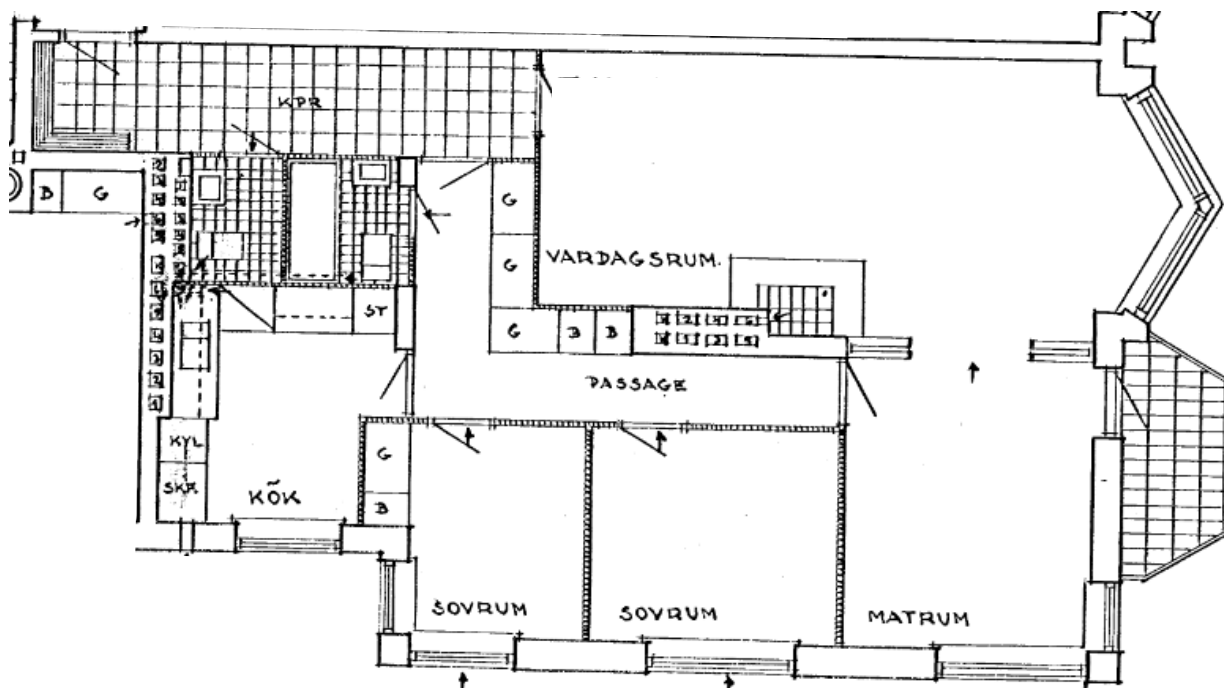 KPR
B
G
G
G
VARDAGSRUM.
ST
G
B
B
PASSAGE
KYL
SKÅ.
KÖK
G
B
SOVRUM
SOVRUM
MATRUM